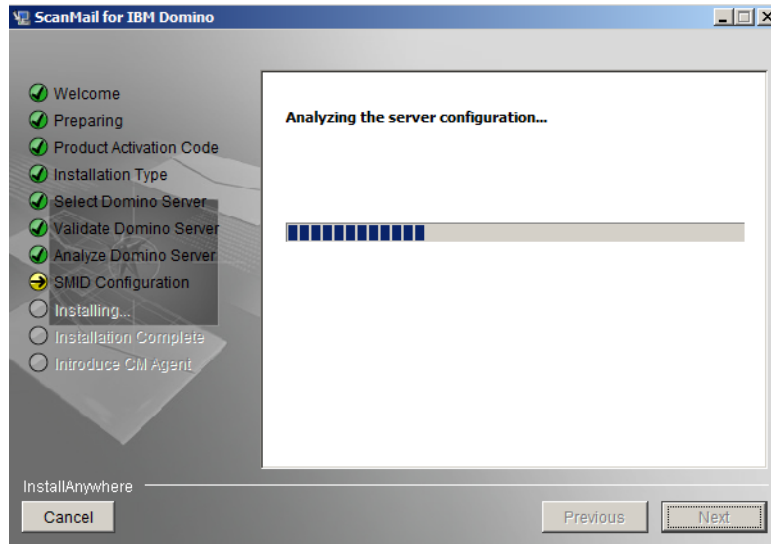 ScanMail for IBM Domino
Welcome
Preparing
Product Activation Code
Installation Type
Select Domino Server
Validate Domino Server
Analyze Domino Server
SMID Configuration
Installing...
Installation Complete
Introduce CM Agent
Analyzing the server configuration...
InstallAnywhere
Cancel
Previous
Next